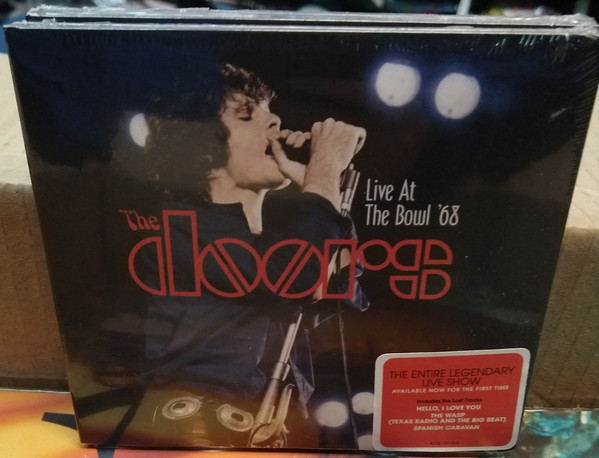 Live At
The Bowl '68
The
doors
THE ENTIRE LEGENDARY
LIVE SHOW
AVAILABLE NOW FOR THE FIRST TIME
Includes the Lost Tracks
HELLO, I LOVE YOU
THE WASP
(TEXAS RADIO AND THE BIG BEAT)
SPANISH CARAVAN